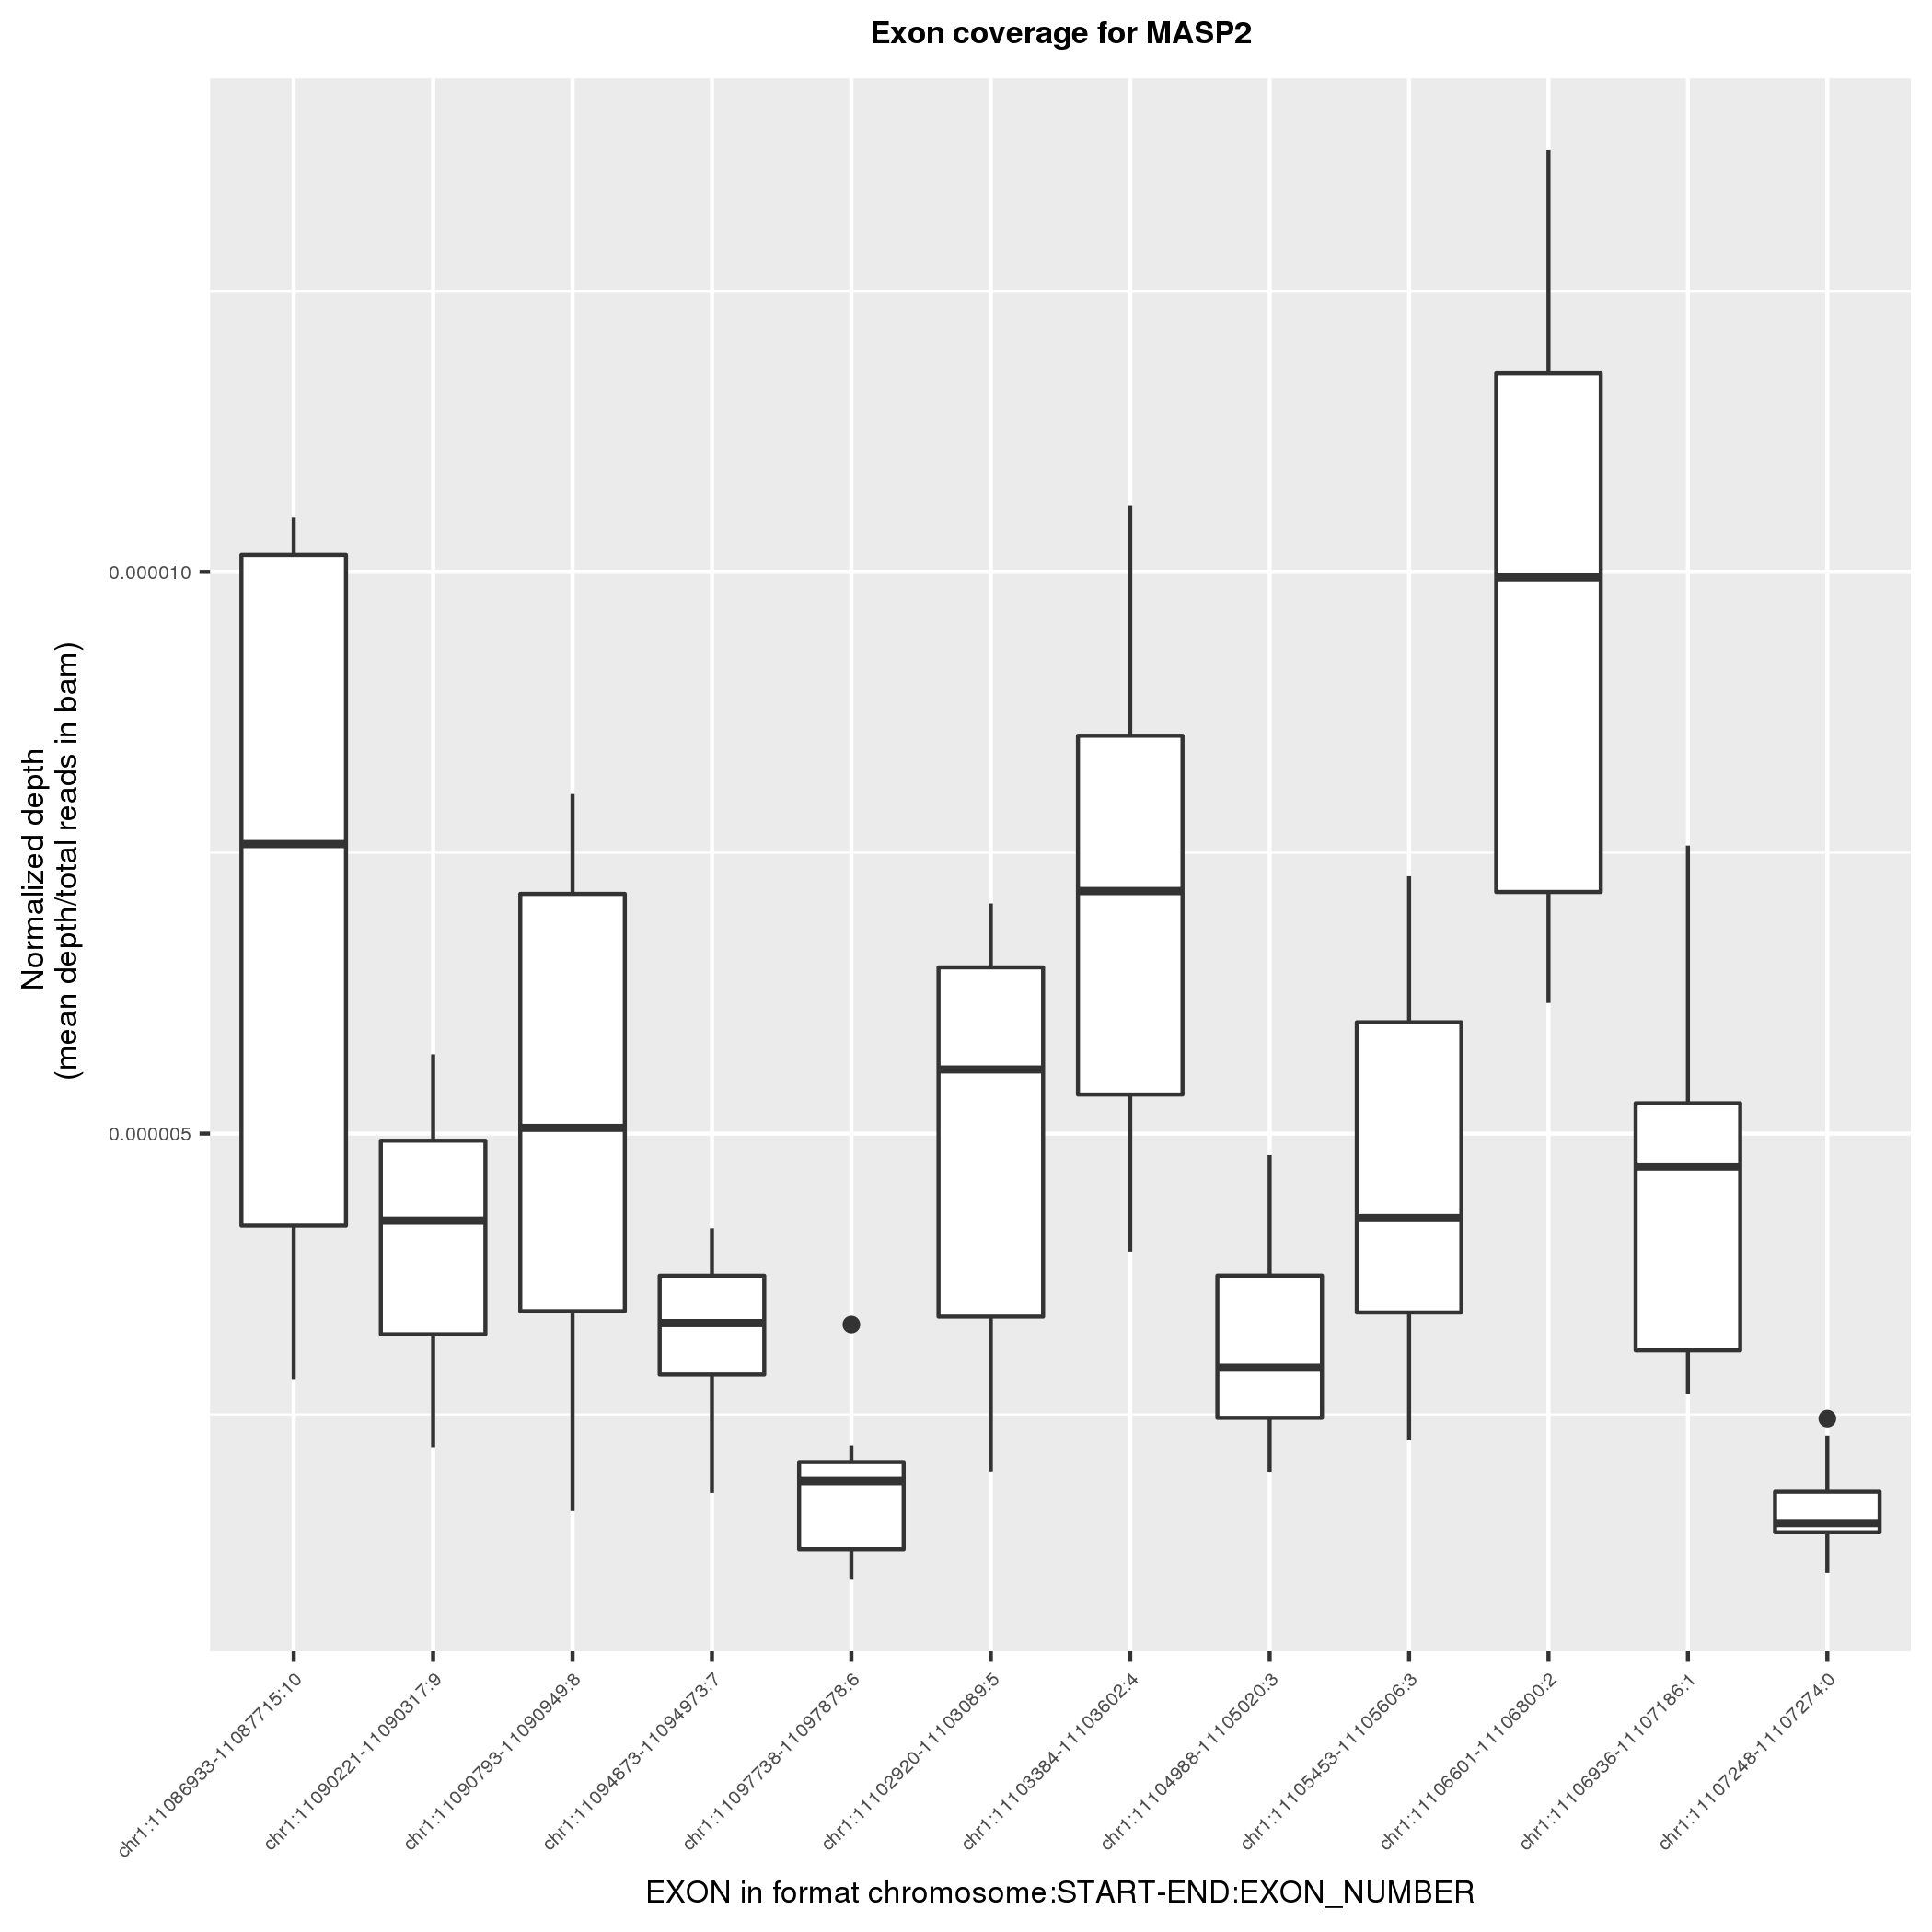 Exon coverage for MASP2
Normalized depth
(mean depth/total reads in bam)
0.000010
0.000005
chr1:11086933-11087715:10
chr1:11090221-11090317:9
chr1:11090793-11090949:8
chr1:11094873-11094973:7
chr1:11097738-11097878:6
chr1:11102920-11103089:5
chr1:11103384-11103602:4
chr1:11104988-11105020:3
chr1:11105453-11105606:3
chr1:11106601-11106800:2
chr1:11106936-11107186:1
chr1:11107248-11107274:0
EXON in format chromosome:START-END:EXON_NUMBER